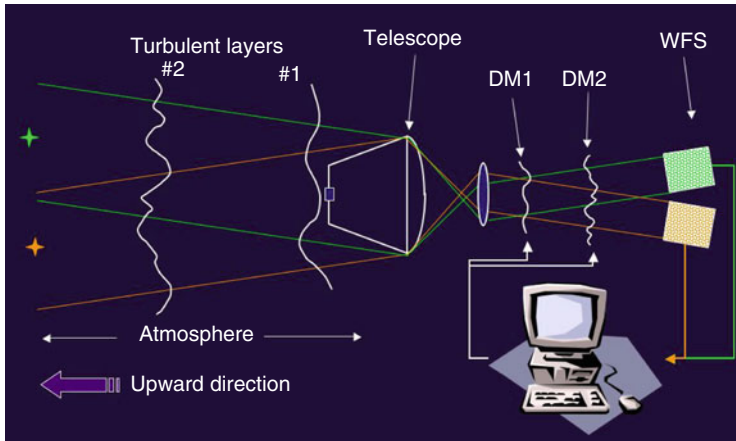 Turbulent layers
#2
#1
Telescope
DM1
DM2
WFS
Atmosphere
Upward direction